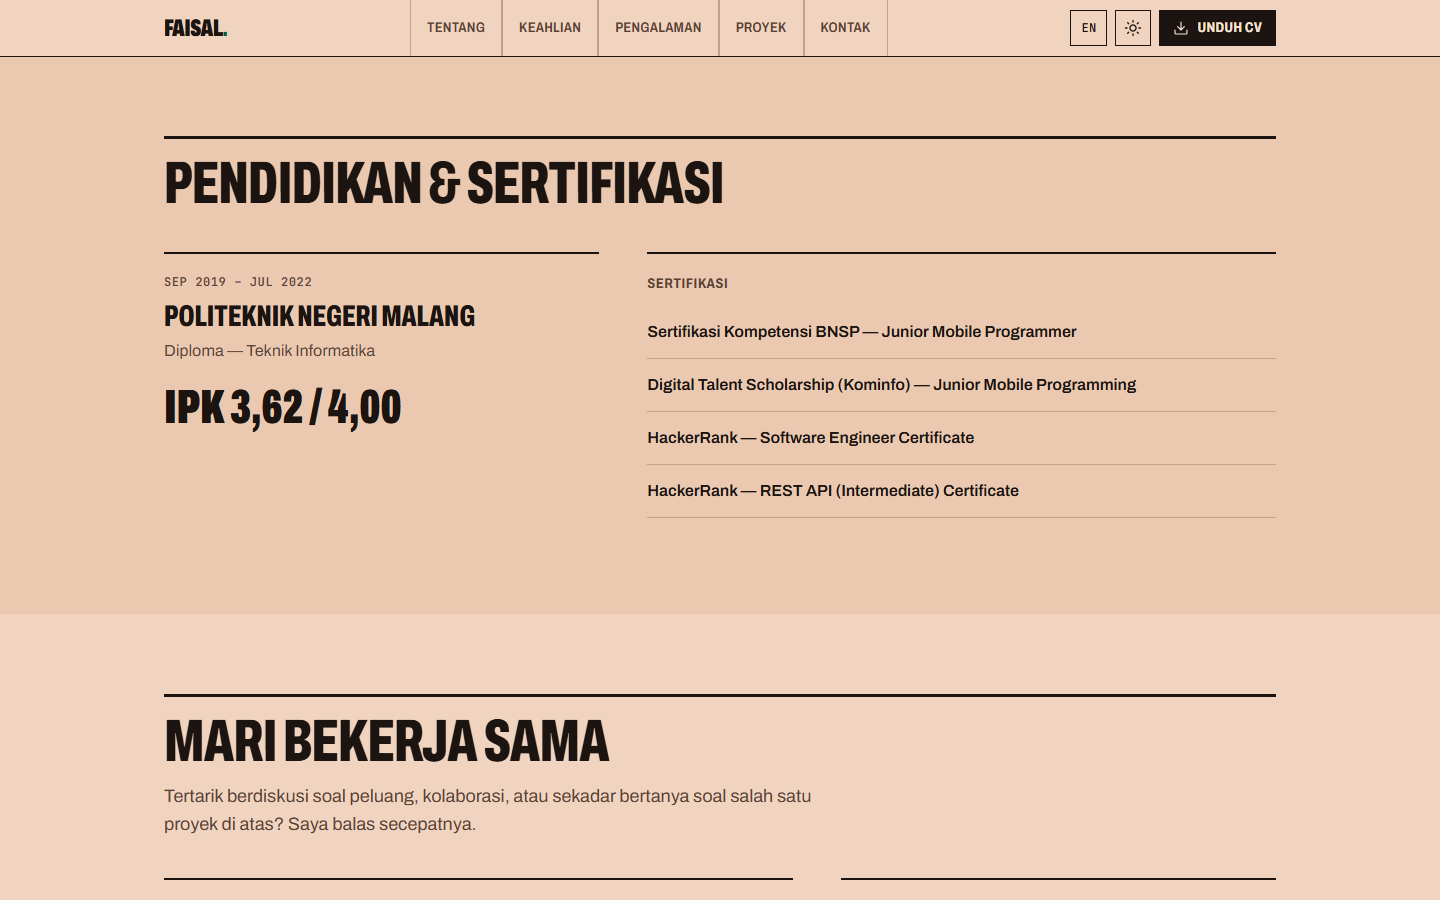 FAISAL.
TENTANG
KEAHLIAN
PENGALAMAN
PROYEK
KONTAK
EN
UNDUH CV
PENDIDIKAN & SERTIFIKASI
SEP 2019 – JUL 2022
POLITEKNIK NEGERI MALANG
Diploma — Teknik Informatika
IPK 3,62 / 4,00
SERTIFIKASI
Sertifikasi Kompetensi BNSP — Junior Mobile Programmer
Digital Talent Scholarship (Kominfo) — Junior Mobile Programming
HackerRank — Software Engineer Certificate
HackerRank — REST API (Intermediate) Certificate
MARI BEKERJA SAMA
Tertarik berdiskusi soal peluang, kolaborasi, atau sekadar bertanya soal salah satu
proyek di atas? Saya balas secepatnya.